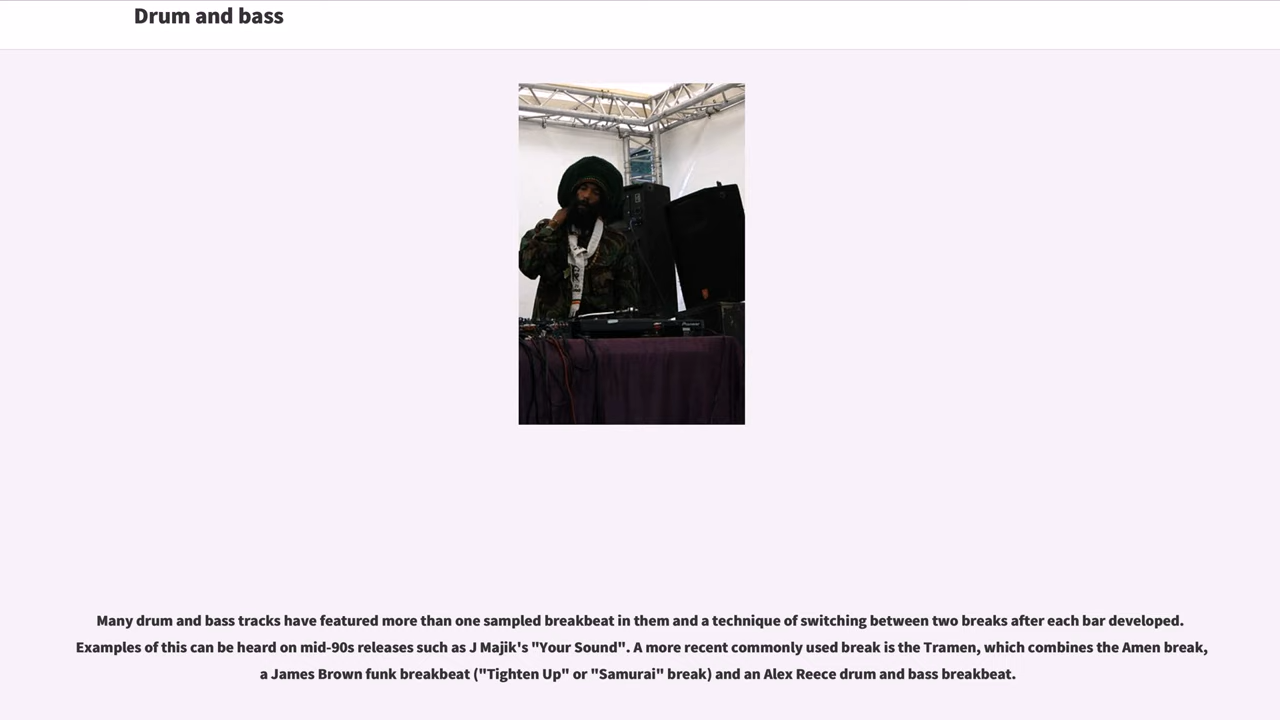 Drum and bass
Many drum and bass tracks have featured more than one sampled breakbeat in them and a technique of switching between two breaks after each bar developed.
Examples of this can be heard on mid-90s releases such as J Majik's "Your Sound". A more recent commonly used break is the Tramen, which combines the Amen break,
a James Brown funk breakbeat ("Tighten Up" or "Samurai" break) and an Alex Reece drum and bass breakbeat.